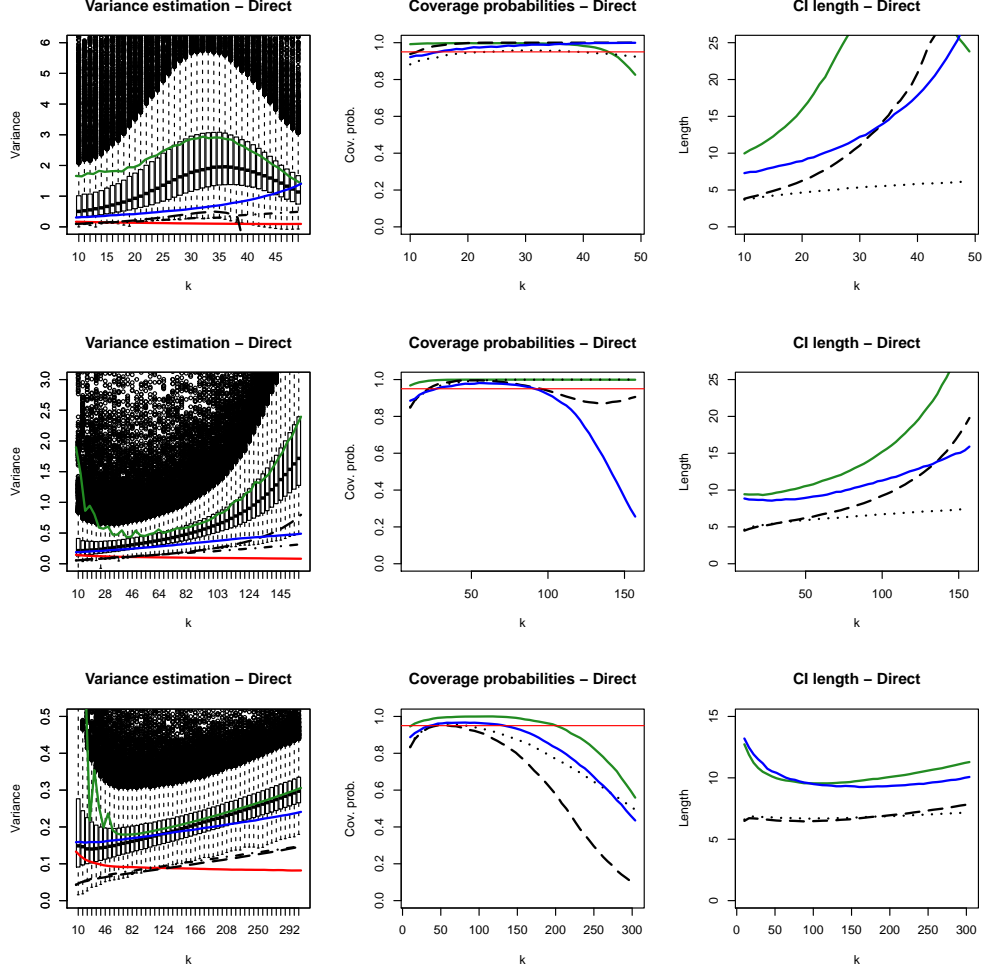 Variance estimation − Direct
Coverage probabilities − Direct
CI length − Direct
Variance
0 1 2 3 4 5 6
10 15 20 25 30 35 40 45
k
Cov. prob.
0.0 0.2 0.4 0.6 0.8 1.0
10 20 30 40 50
k
Length
0 5 10 15 20 25
10 20 30 40 50
k
Variance estimation − Direct
Coverage probabilities − Direct
CI length − Direct
Variance
0.0 0.5 1.0 1.5 2.0 2.5 3.0
10 28 46 64 82 103 124 145
k
Cov. prob.
0.0 0.2 0.4 0.6 0.8 1.0
50 100 150
k
Length
0 5 10 15 20 25
50 100 150
k
Variance estimation − Direct
Coverage probabilities − Direct
CI length − Direct
Variance
0.0 0.1 0.2 0.3 0.4 0.5
10 46 82 124 166 208 250 292
k
Cov. prob.
0.0 0.2 0.4 0.6 0.8 1.0
0 50 100 150 200 250 300
k
Length
0 5 10 15
0 50 100 150 200 250 300
k